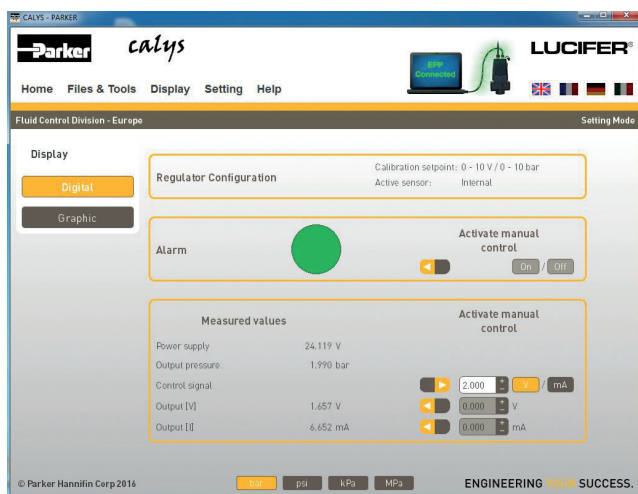 CALYS - PARKER
Parker calys LUCIFER®
EPP
Connected
Home Files & Tools Display Setting Help
Fluid Control Division - Europe Setting Mode
Display
Digital
Graphic
Regulator Configuration
Calibration setpoint: 0 - 10 V / 0 - 10 bar
Active sensor: Internal
Alarm
Activate manual
control
On / Off
Measured values
Activate manual
control
Power supply 24.119 V
Output pressure 1.990 bar
Control signal 2.000 + - V / mA
Output [V] 1.657 V 0.000 + - V
Output [I] 6.652 mA 0.000 + - mA
© Parker Hannifin Corp 2016 bar psi kPa MPa ENGINEERING YOUR SUCCESS.